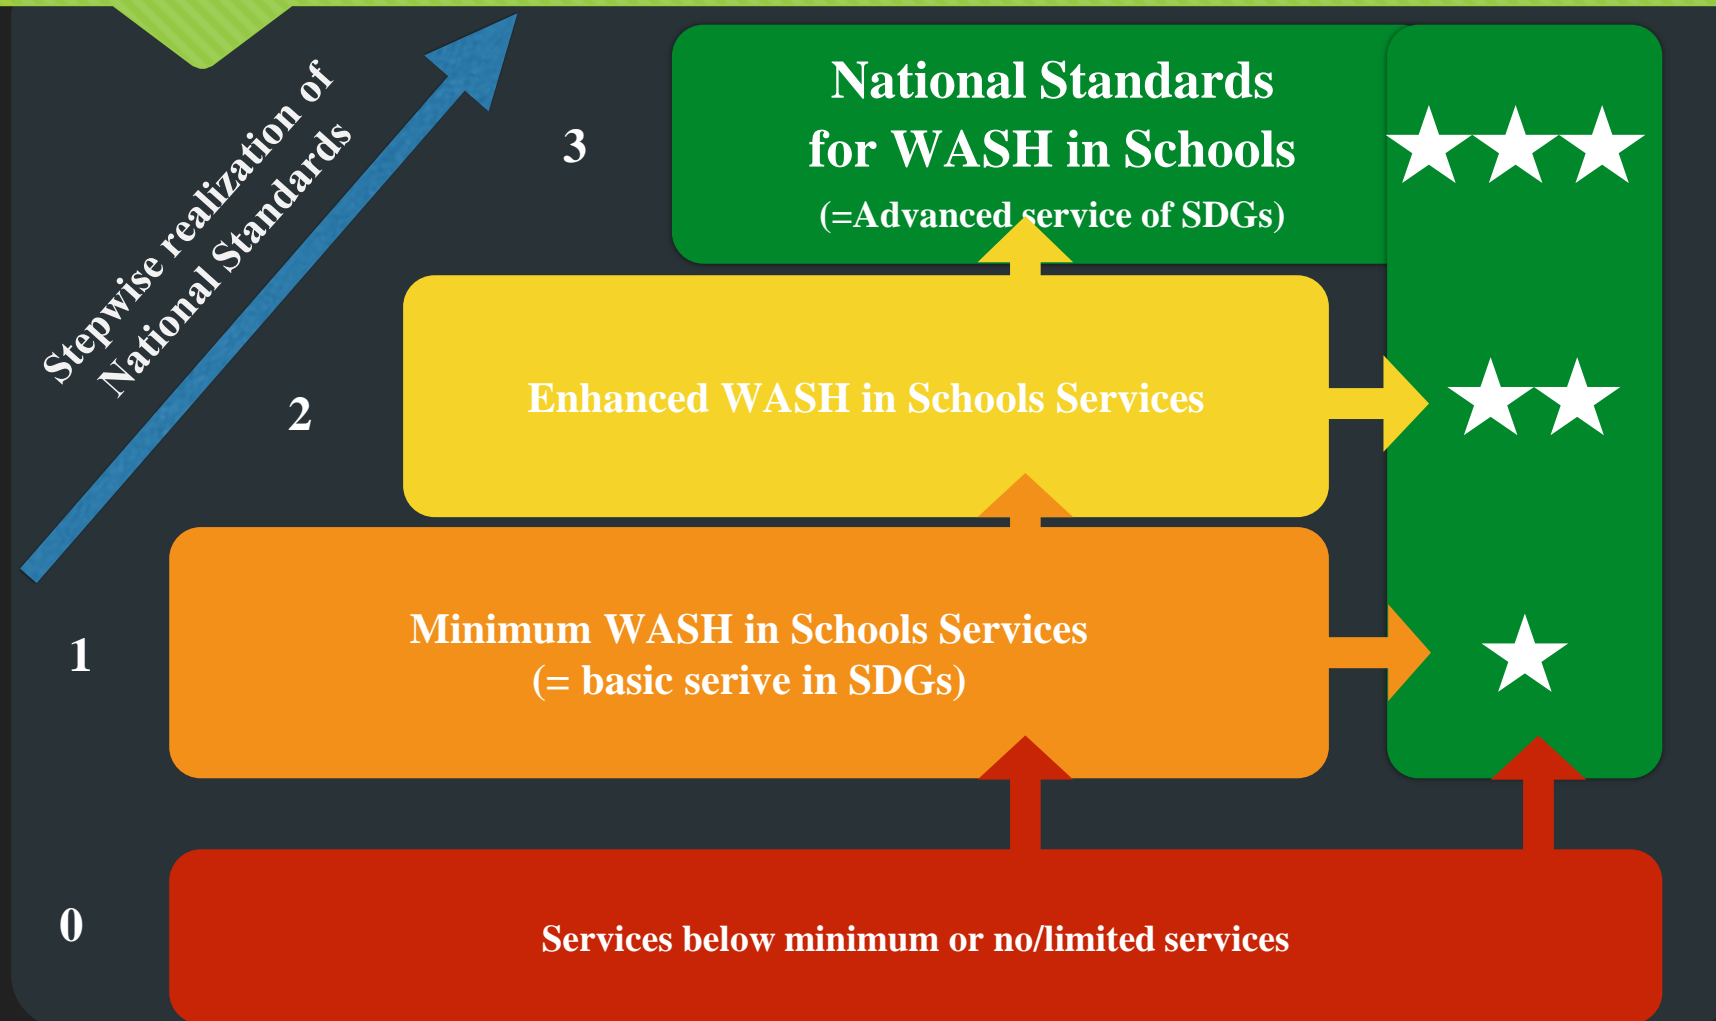 Stepwise realization of
National Standards
3
National Standards
for WASH in Schools
(=Advanced service of SDGs)
2
Enhanced WASH in Schools Services
1
Minimum WASH in Schools Services
(= basic serive in SDGs)
0
Services below minimum or no/limited services